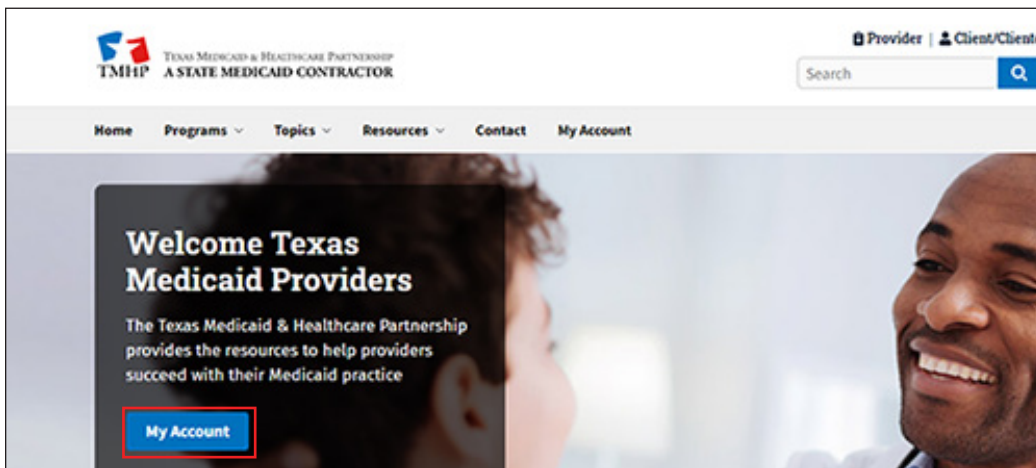 Provider | Client/Cliente
TMHP
TEXAS MEDICAID & HEALTHCARE PARTNERSHIP
A STATE MEDICAID CONTRACTOR
Search
Home Programs Topics Resources Contact My Account
Welcome Texas
Medicaid Providers
The Texas Medicaid & Healthcare Partnership
provides the resources to help providers
succeed with their Medicaid practice
My Account